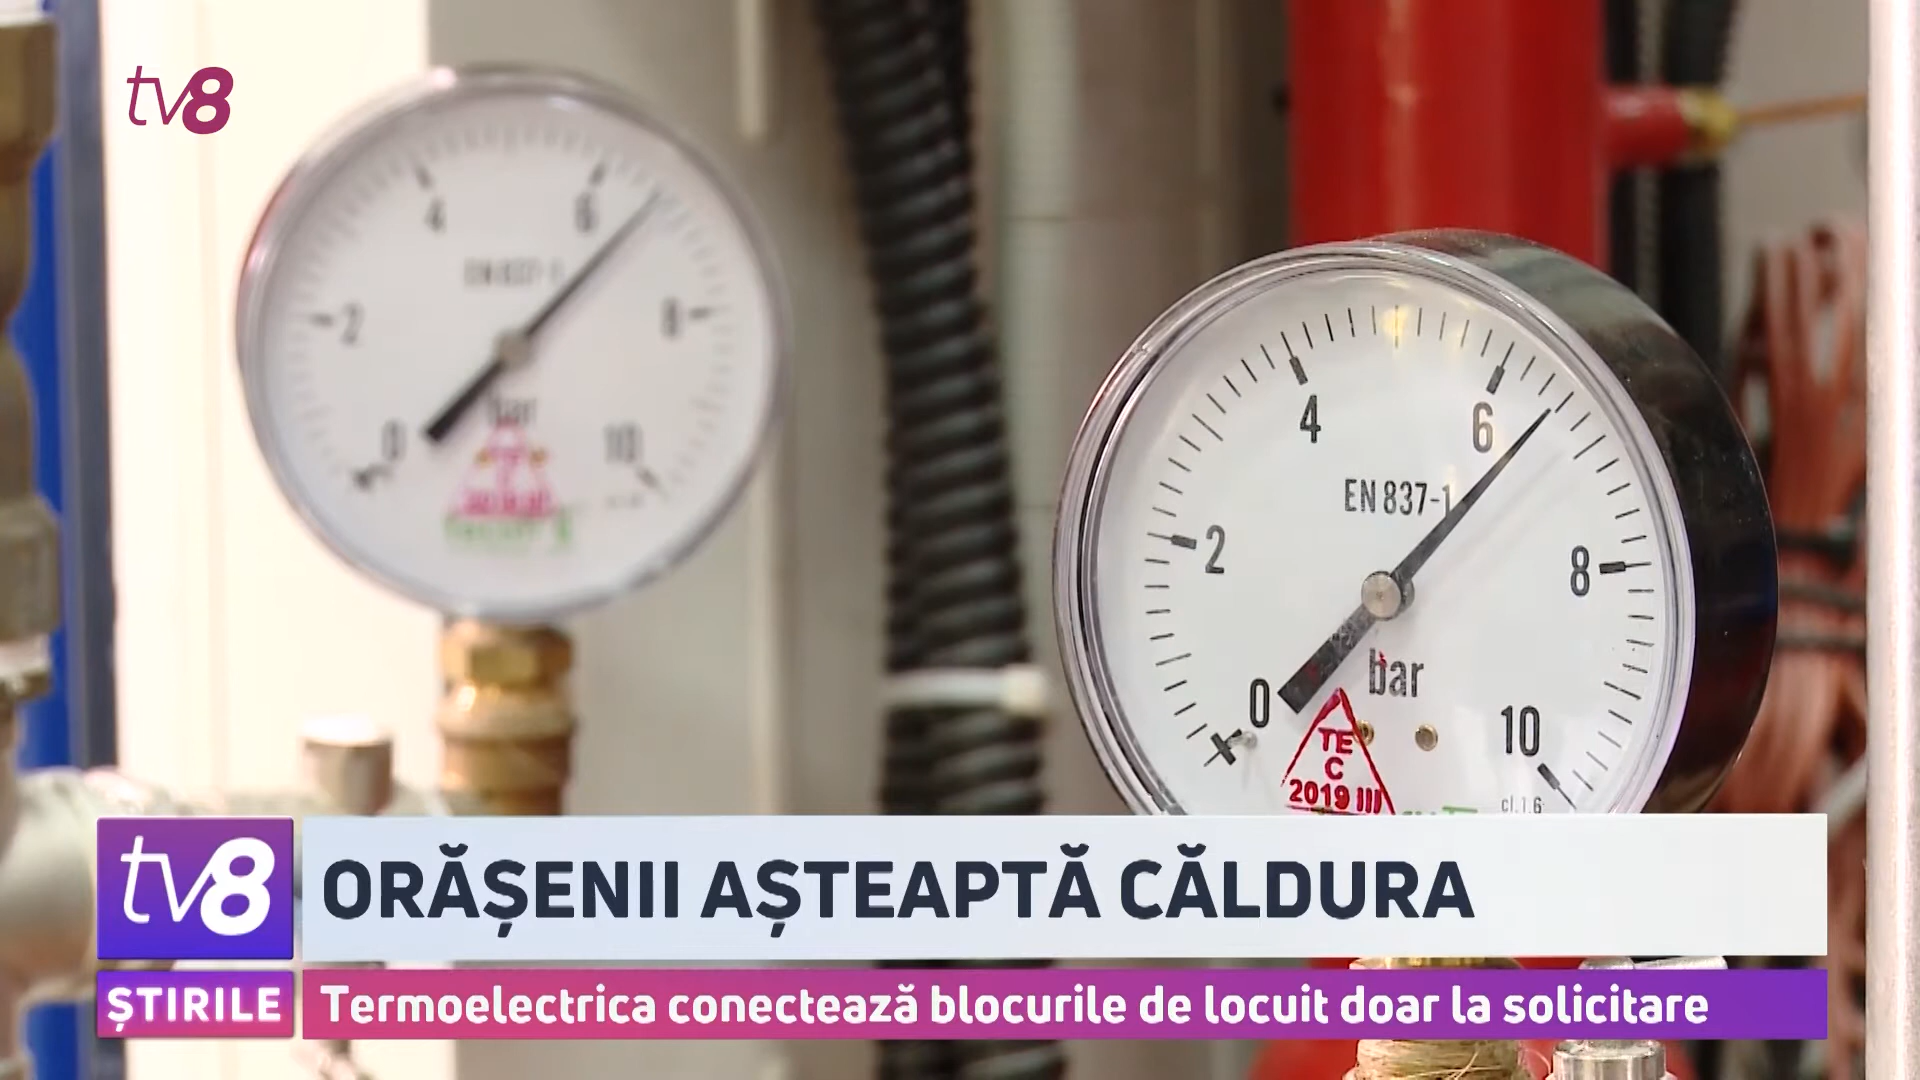 tv8
4
6
EN 837-1
2
8
bar
0
10
4
6
EN 837-1
2
8
bar
0
10
TE
C
2019 III
cl.1.6
tv8
ORĂȘENII AȘTEAPTĂ CĂLDURA
ȘTIRILE
Termoelectrica conectează blocurile de locuit doar la solicitare